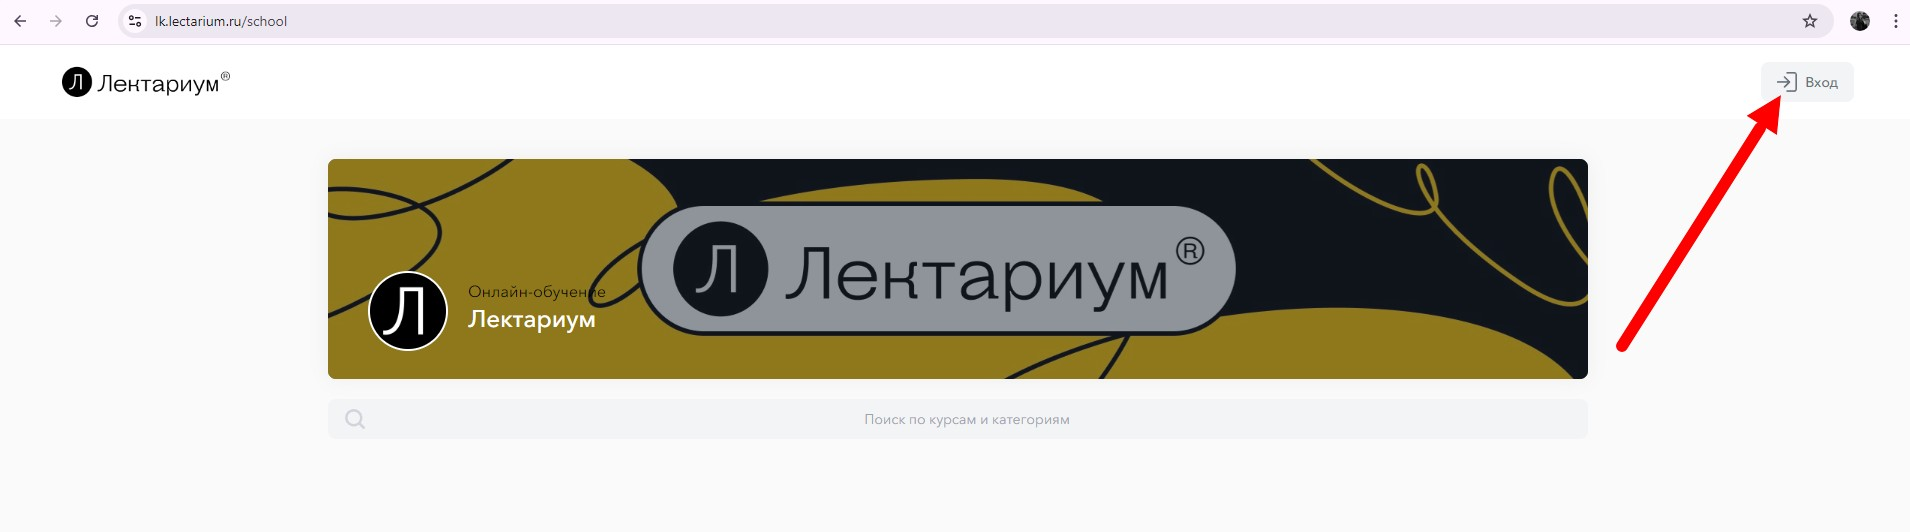 lk.lectarium.ru/school
Л Лектариум®
Вход
Л Лектариум®
Л
Онлайн-обучение
Лектариум
Поиск по курсам и категориям